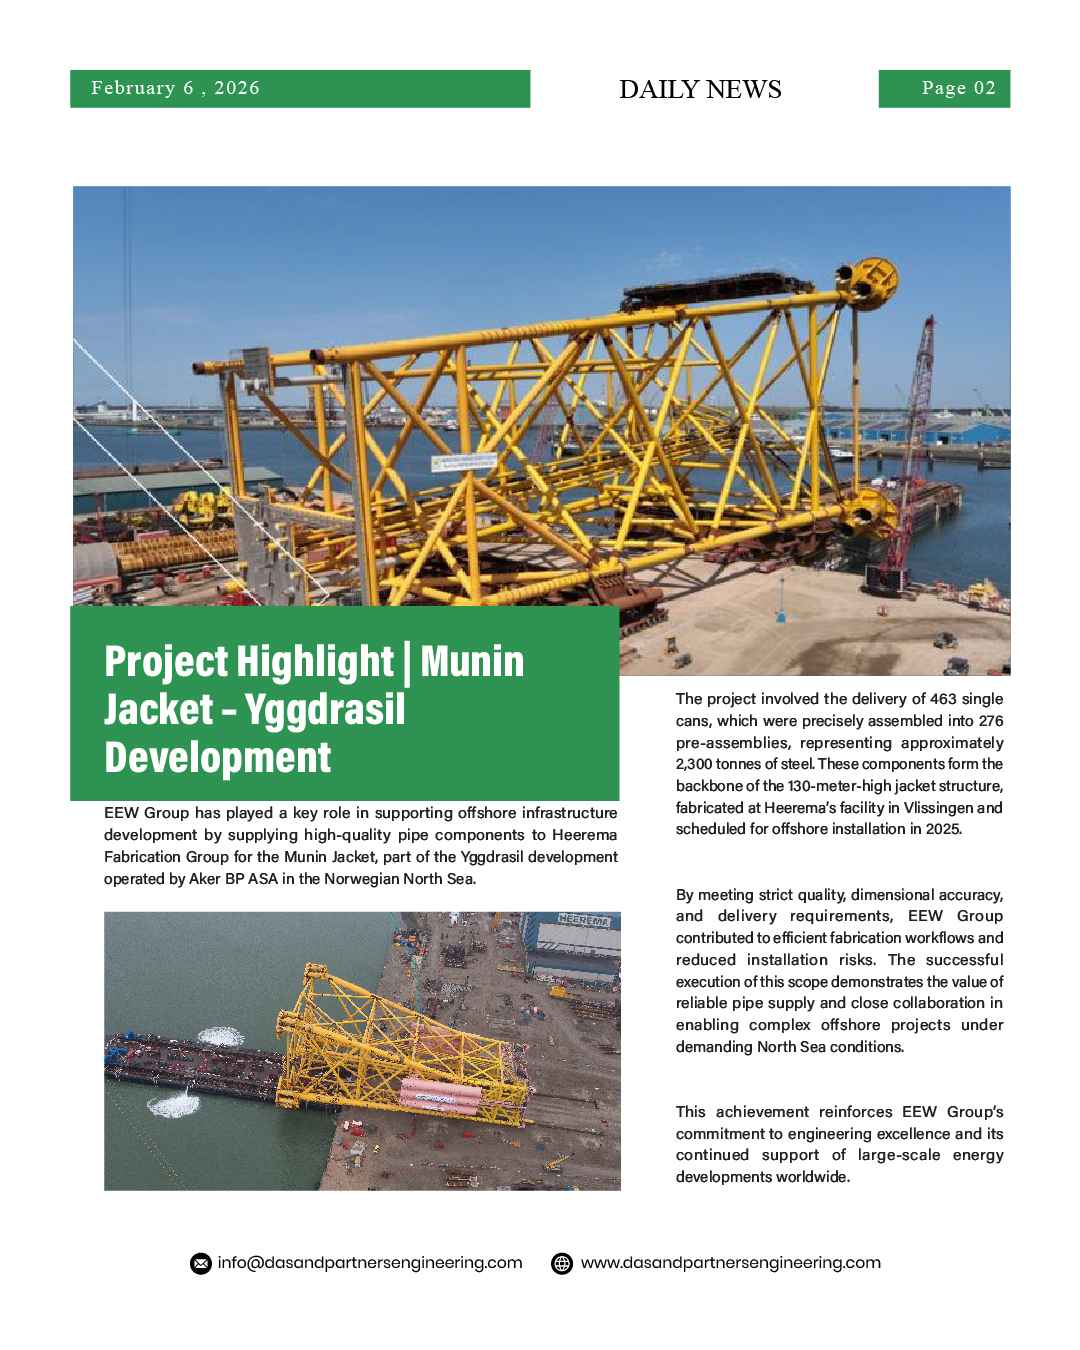 February 6 , 2026
DAILY NEWS
Page 02
Project Highlight | Munin
Jacket – Yggdrasil
Development
EEW Group has played a key role in supporting offshore infrastructure
development by supplying high-quality pipe components to Heerema
Fabrication Group for the Munin Jacket, part of the Yggdrasil development
operated by Aker BP ASA in the Norwegian North Sea.
HEEREMA
The project involved the delivery of 463 single
cans, which were precisely assembled into 276
pre-assemblies, representing approximately
2,300 tonnes of steel. These components form the
backbone of the 130-meter-high jacket structure,
fabricated at Heerema's facility in Vlissingen and
scheduled for offshore installation in 2025.
By meeting strict quality, dimensional accuracy,
and delivery requirements, EEW Group
contributed to efficient fabrication workflows and
reduced installation risks. The successful
execution of this scope demonstrates the value of
reliable pipe supply and close collaboration in
enabling complex offshore projects under
demanding North Sea conditions.
This achievement reinforces EEW Group's
commitment to engineering excellence and its
continued support of large-scale energy
developments worldwide.
info@dasandpartnersengineering.com
www.dasandpartnersengineering.com